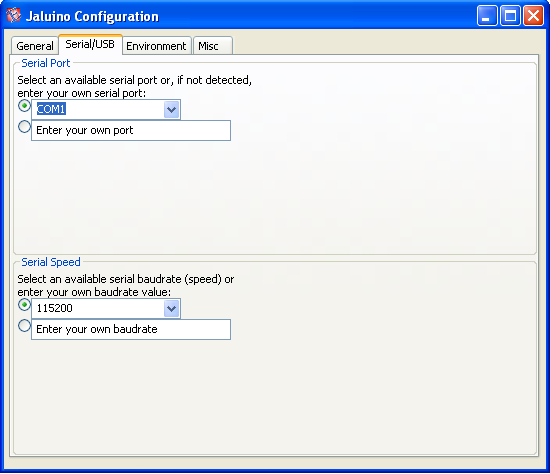 Jaluino Configuration
General Serial/USB Environment Misc
Serial Port
Select an available serial port or, if not detected,
enter your own serial port:
COM1
Enter your own port
Serial Speed
Select an available serial baudrate (speed) or
enter your own baudrate value:
115200
Enter your own baudrate